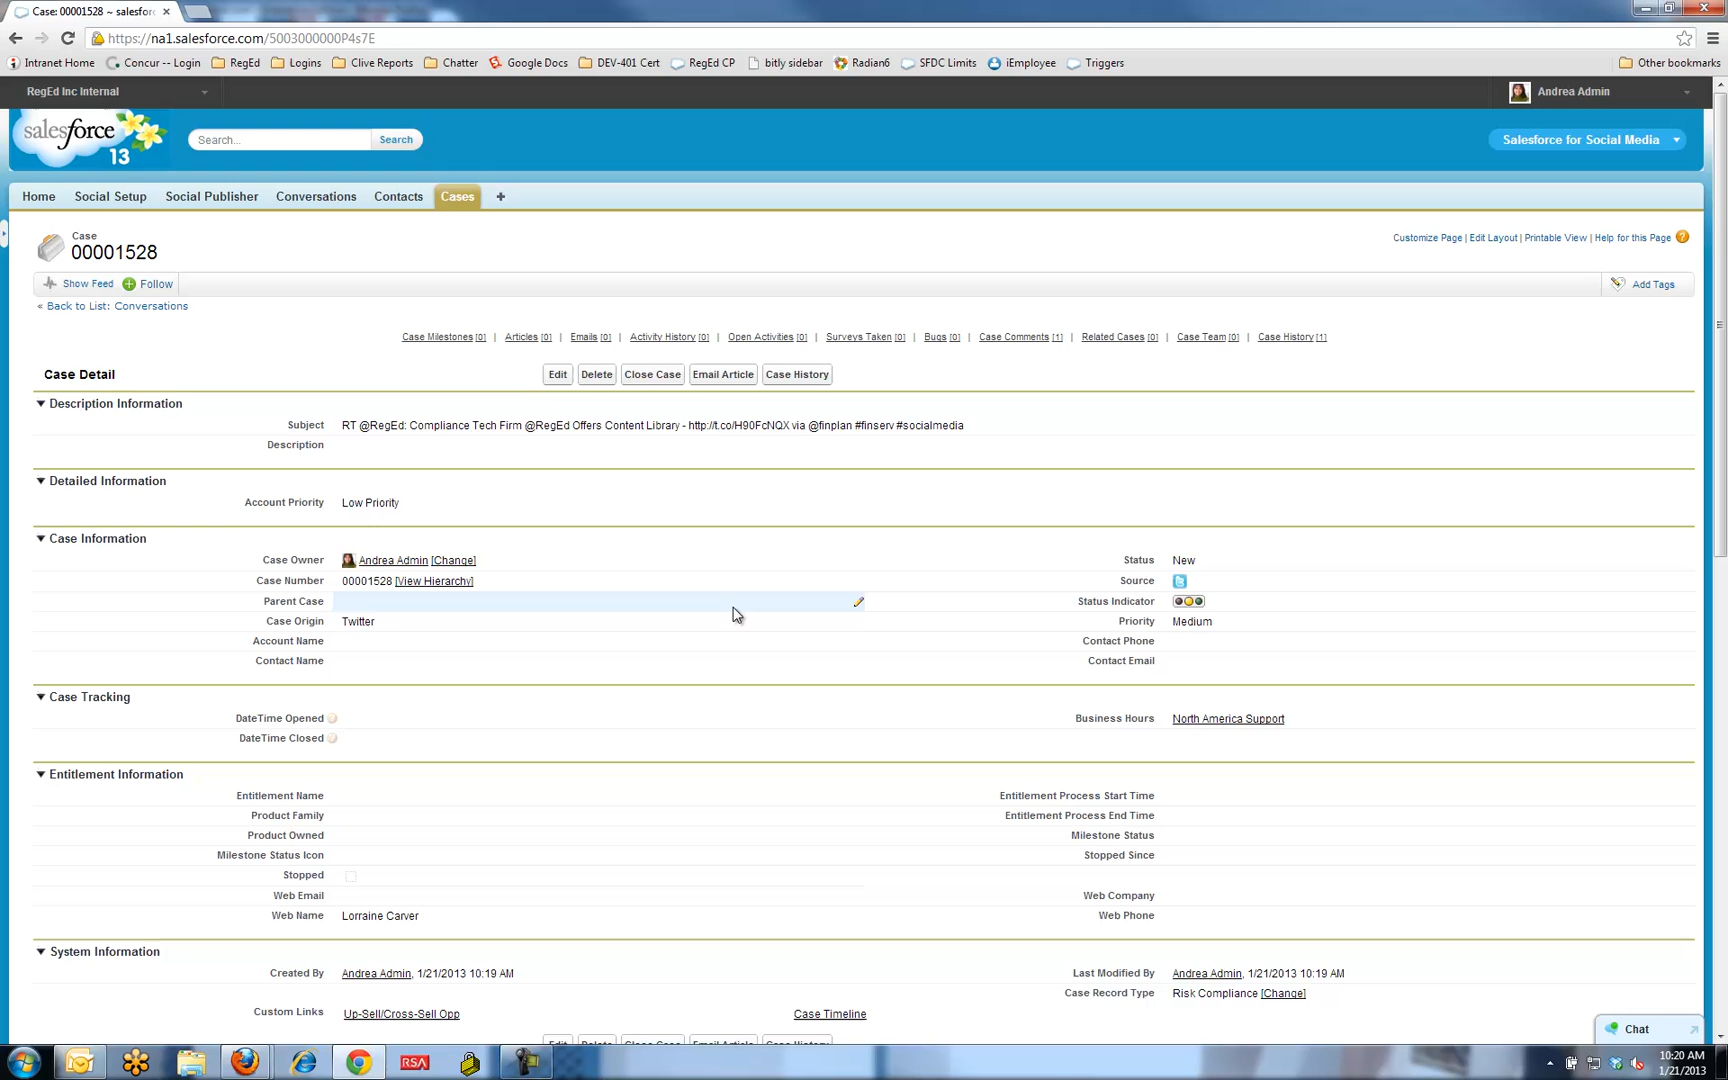 Case: 00001528 ~ salesfor
https://na1.salesforce.com/5003000000P4s7E
Intranet Home Concur -- Login RegEd Logins Clive Reports Chatter Google Docs DEV-401 Cert RegEd CP bitly sidebar Radian6 SFDC Limits iEmployee Triggers Other bookmarks
RegEd Inc Internal Andrea Admin
salesforce
13
Search... Search Salesforce for Social Media
Home Social Setup Social Publisher Conversations Contacts Cases +
Case
00001528
Customize Page | Edit Layout | Printable View | Help for this Page ?
Show Feed Follow Add Tags
« Back to List: Conversations
Case Milestones [0] | Articles [0] | Emails [0] | Activity History [0] | Open Activities [0] | Surveys Taken [0] | Bugs [0] | Case Comments [1] | Related Cases [0] | Case Team [0] | Case History [1]
Case Detail Edit Delete Close Case Email Article Case History
Description Information
Subject RT @RegEd: Compliance Tech Firm @RegEd Offers Content Library - http://t.co/H90FcNQX via @finplan #finserv #socialmedia
Description
Detailed Information
Account Priority Low Priority
Case Information
Case Owner Andrea Admin [Change] Status New
Case Number 00001528 [View Hierarchy] Source
Parent Case Status Indicator
Case Origin Twitter Priority Medium
Account Name Contact Phone
Contact Name Contact Email
Case Tracking
DateTime Opened Business Hours North America Support
DateTime Closed
Entitlement Information
Entitlement Name Entitlement Process Start Time
Product Family Entitlement Process End Time
Product Owned Milestone Status
Milestone Status Icon Stopped Since
Stopped
Web Email Web Company
Web Name Lorraine Carver Web Phone
System Information
Created By Andrea Admin, 1/21/2013 10:19 AM Last Modified By Andrea Admin, 1/21/2013 10:19 AM
Case Record Type Risk Compliance [Change]
Custom Links Up-Sell/Cross-Sell Opp Case Timeline
Chat
Edit Delete Close Case Email Article Case History
RSA
10:20 AM
1/21/2013